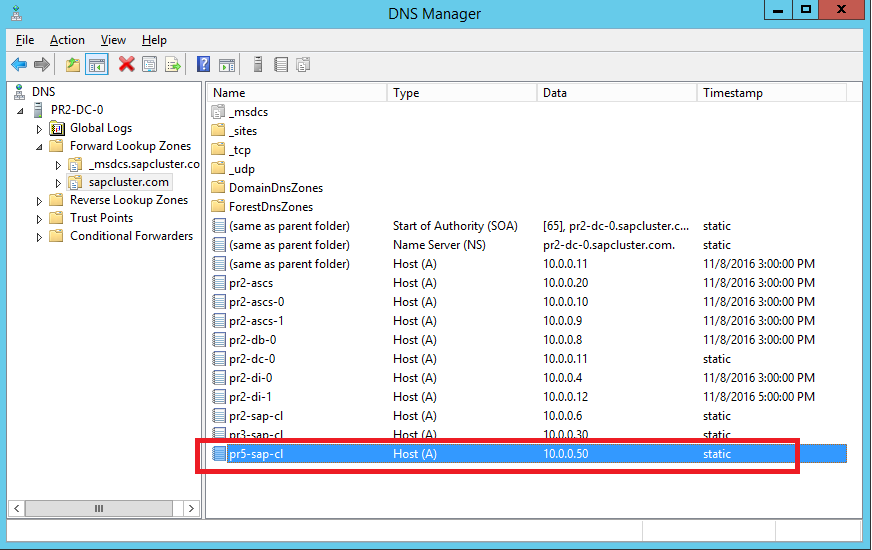 DNS Manager
File Action View Help
DNS
PR2-DC-0
Global Logs
Forward Lookup Zones
_msdcs.sapcluster.co
sapcluster.com
Reverse Lookup Zones
Trust Points
Conditional Forwarders
Name Type Data Timestamp
_msdcs
_sites
_tcp
_udp
DomainDnsZones
ForestDnsZones
(same as parent folder) Start of Authority (SOA) [65], pr2-dc-0.sapcluster.c... static
(same as parent folder) Name Server (NS) pr2-dc-0.sapcluster.com. static
(same as parent folder) Host (A) 10.0.0.11 11/8/2016 3:00:00 PM
pr2-ascs Host (A) 10.0.0.20 11/8/2016 3:00:00 PM
pr2-ascs-0 Host (A) 10.0.0.10 11/8/2016 3:00:00 PM
pr2-ascs-1 Host (A) 10.0.0.9 11/8/2016 3:00:00 PM
pr2-db-0 Host (A) 10.0.0.8 11/8/2016 3:00:00 PM
pr2-dc-0 Host (A) 10.0.0.11 static
pr2-di-0 Host (A) 10.0.0.4 11/8/2016 3:00:00 PM
pr2-di-1 Host (A) 10.0.0.12 11/8/2016 5:00:00 PM
pr2-sap-cl Host (A) 10.0.0.6 static
pr3-sap-cl Host (A) 10.0.0.30 static
pr5-sap-cl Host (A) 10.0.0.50 static